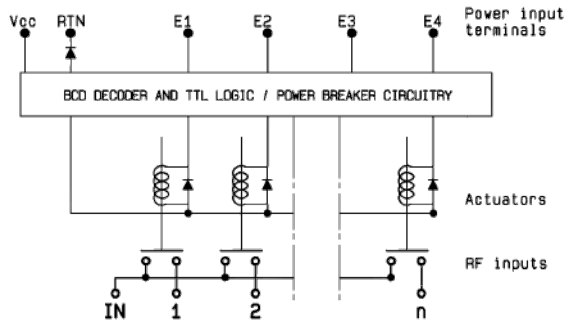 Vcc RTN E1 E2 E3 E4 Power input
terminals
BCD DECODER AND TTL LOGIC / POWER BREAKER CIRCUITRY
Actuators
RF inputs
IN 1 2 n